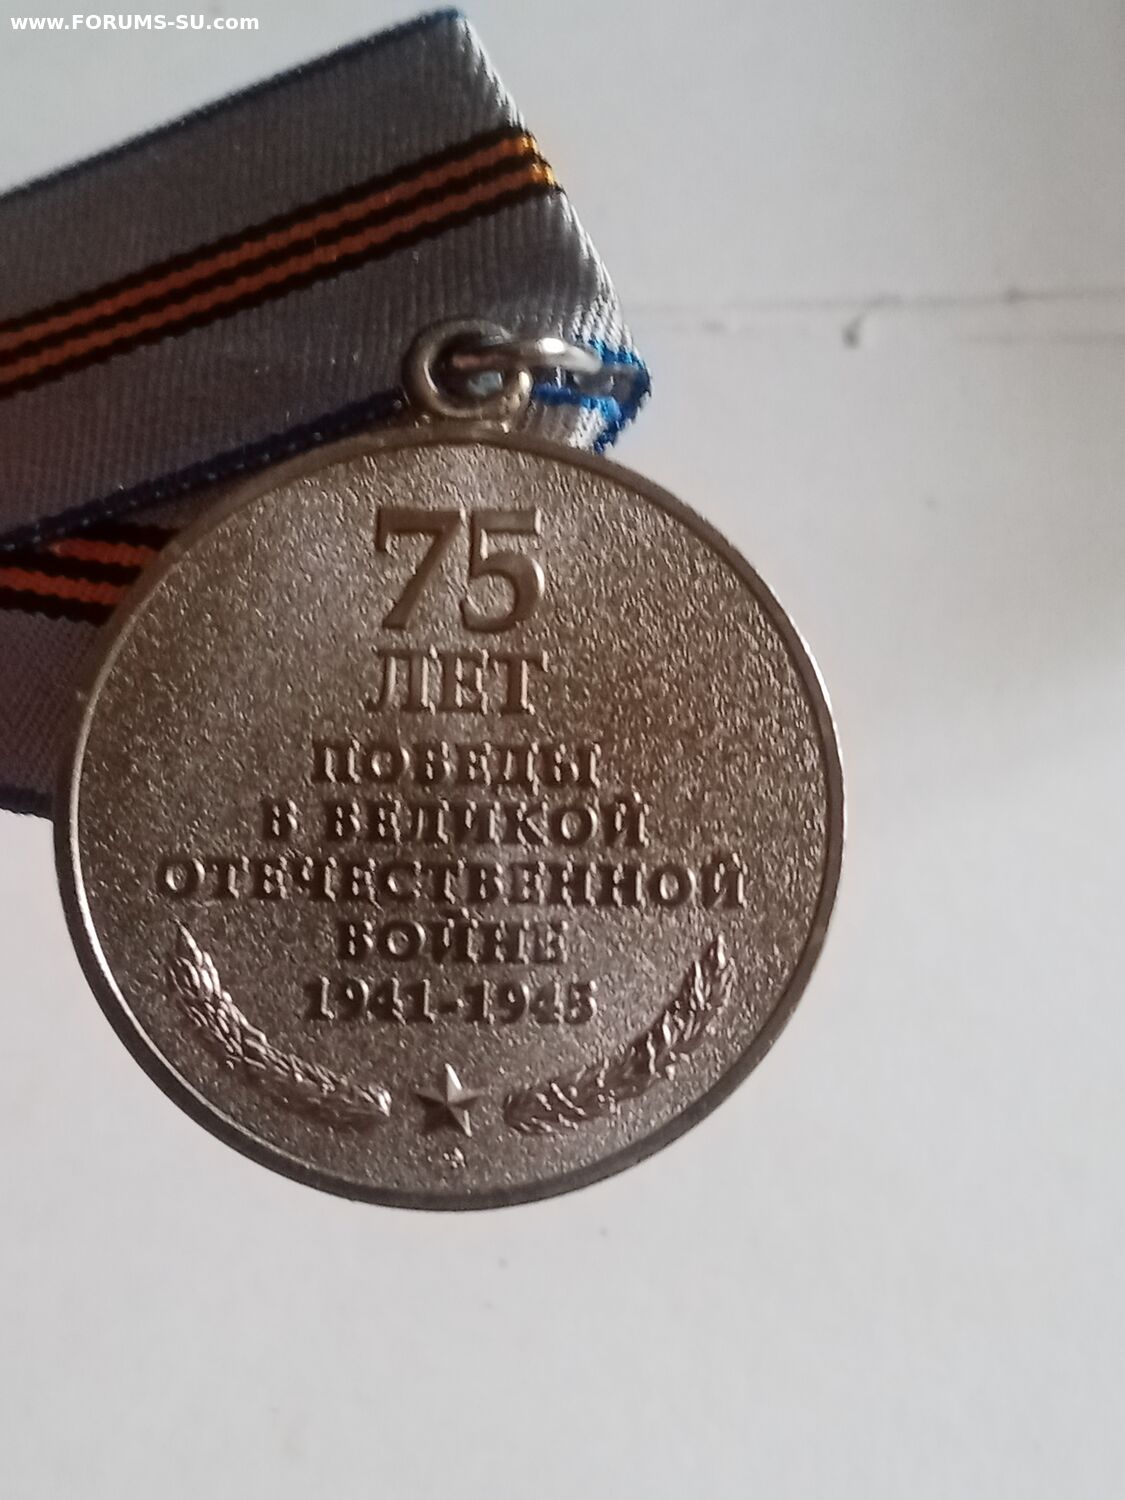 www.FORUMS-SU.com
75
ЛЕТ
ПОБЕДЫ
В ВЕЛИКОЙ
ОТЕЧЕСТВЕННОЙ
ВОЙНЕ
1941-1945